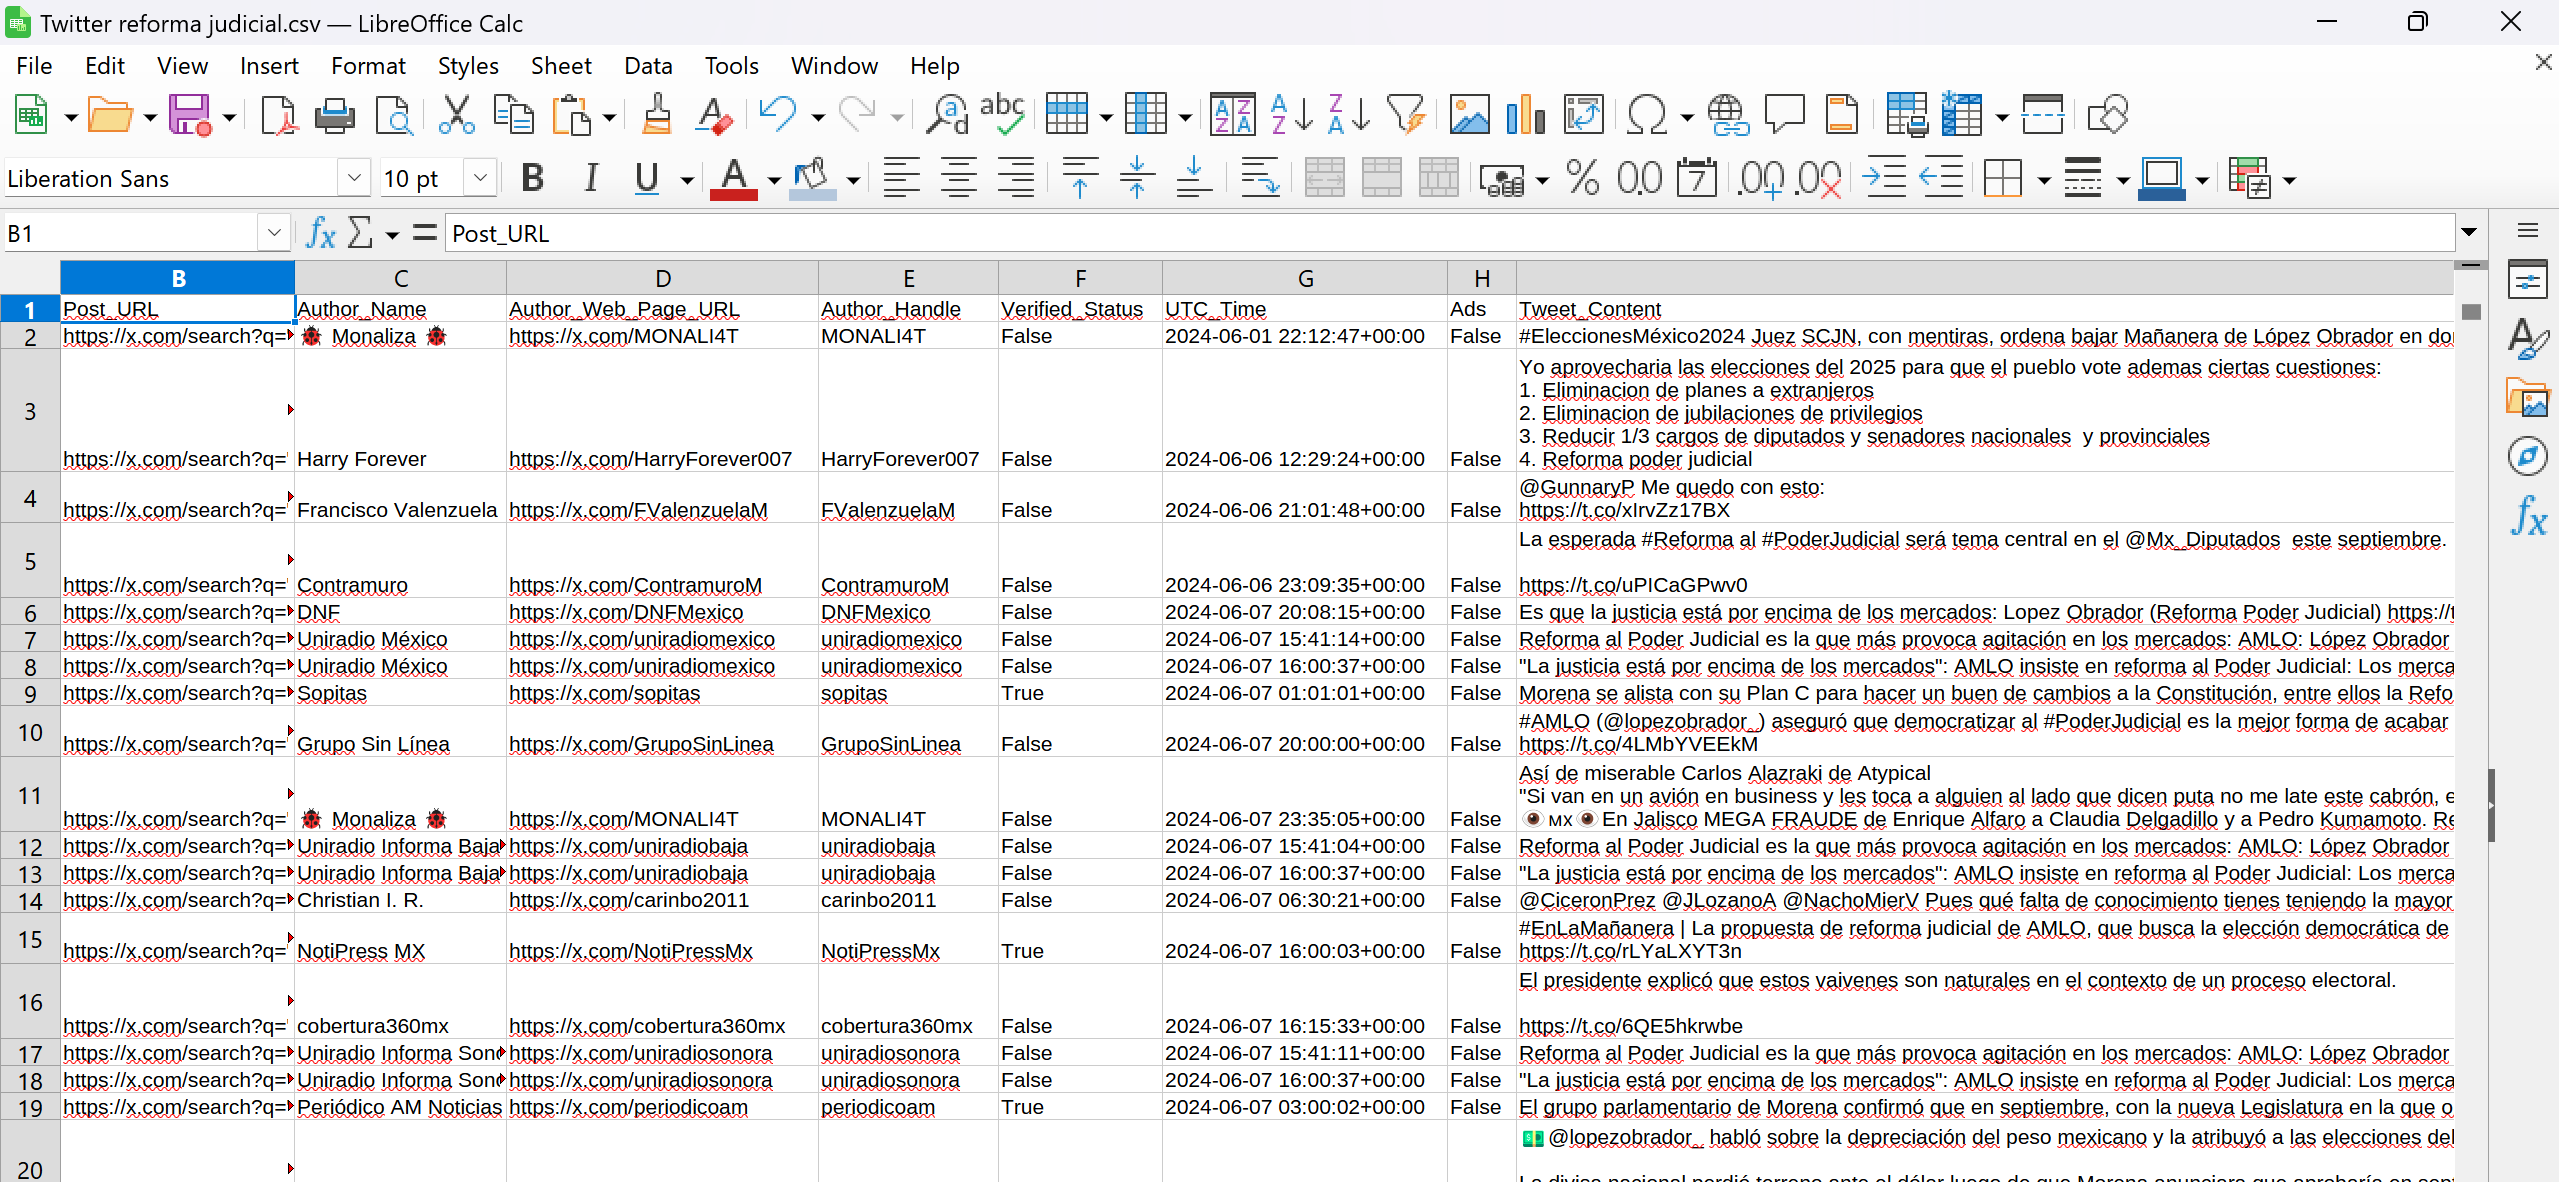 Twitter reforma judicial.csv — LibreOffice Calc
File Edit View Insert Format Styles Sheet Data Tools Window Help
Liberation Sans 10 pt
B1 Post_URL
B C D E F G H
1 Post_URL Author_Name Author_Web_Page_URL Author_Handle Verified_Status UTC_Time Ads Tweet_Content
2 https://x.com/search?q= 🐞 Monaliza 🐞 https://x.com/MONALI4T MONALI4T False 2024-06-01 22:12:47+00:00 False #EleccionesMéxico2024 Juez SCJN, con mentiras, ordena bajar Mañanera de López Obrador en
Yo aprovecharia las elecciones del 2025 para que el pueblo vote ademas ciertas cuestiones:
1. Eliminacion de planes a extranjeros
2. Eliminacion de jubilaciones de privilegios
3. Reducir 1/3 cargos de diputados y senadores nacionales y provinciales
3 https://x.com/search?q= Harry Forever https://x.com/HarryForever007 HarryForever007 False 2024-06-06 12:29:24+00:00 False 4. Reforma poder judicial
@GunnaryP Me quedo con esto:
4 https://x.com/search?q= Francisco Valenzuela https://x.com/FValenzuelaM FValenzuelaM False 2024-06-06 21:01:48+00:00 False https://t.co/xIrvZz17BX
La esperada #Reforma al #PoderJudicial será tema central en el @Mx_Diputados este septiembre.
5 https://x.com/search?q= Contramuro https://x.com/ContramuroM ContramuroM False 2024-06-06 23:09:35+00:00 False https://t.co/uPICaGPwv0
6 https://x.com/search?q= DNF https://x.com/DNFMexico DNFMexico False 2024-06-07 20:08:15+00:00 False Es que la justicia está por encima de los mercados: Lopez Obrador (Reforma Poder Judicial) https://t
7 https://x.com/search?q= Uniradio México https://x.com/uniradiomexico uniradiomexico False 2024-06-07 15:41:14+00:00 False Reforma al Poder Judicial es la que más provoca agitación en los mercados: AMLO: López Obrador
8 https://x.com/search?q= Uniradio México https://x.com/uniradiomexico uniradiomexico False 2024-06-07 16:00:37+00:00 False "La justicia está por encima de los mercados": AMLO insiste en reforma al Poder Judicial: Los merca
9 https://x.com/search?q= Sopitas https://x.com/sopitas sopitas True 2024-06-07 01:01:01+00:00 False Morena se alista con su Plan C para hacer un buen de cambios a la Constitución, entre ellos la Refo
#AMLO (@lopezobrador_) aseguró que democratizar al #PoderJudicial es la mejor forma de acabar
10 https://x.com/search?q= Grupo Sin Línea https://x.com/GrupoSinLinea GrupoSinLinea False 2024-06-07 20:00:00+00:00 False https://t.co/4LMbYVEEkM
Así de miserable Carlos Alazraki de Atypical
"Si van en un avión en business y les toca a alguien al lado que dicen puta no me late este cabrón, e
11 https://x.com/search?q= 🐞 Monaliza 🐞 https://x.com/MONALI4T MONALI4T False 2024-06-07 23:35:05+00:00 False 👁️MX👁️En Jalisco MEGA FRAUDE de Enrique Alfaro a Claudia Delgadillo y a Pedro Kumamoto. Re
12 https://x.com/search?q= Uniradio Informa Baja https://x.com/uniradiobaja uniradiobaja False 2024-06-07 15:41:04+00:00 False Reforma al Poder Judicial es la que más provoca agitación en los mercados: AMLO: López Obrador
13 https://x.com/search?q= Uniradio Informa Baja https://x.com/uniradiobaja uniradiobaja False 2024-06-07 16:00:37+00:00 False "La justicia está por encima de los mercados": AMLO insiste en reforma al Poder Judicial: Los merca
14 https://x.com/search?q= Christian I. R. https://x.com/carinbo2011 carinbo2011 False 2024-06-07 06:30:21+00:00 False @CiceronPrez @JLozanoA @NachoMierV Pues qué falta de conocimiento tienes teniendo la mayor
#EnLaMañanera | La propuesta de reforma judicial de AMLO, que busca la elección democrática de
15 https://x.com/search?q= NotiPress MX https://x.com/NotiPressMx NotiPressMx True 2024-06-07 16:00:03+00:00 False https://t.co/rLYaLXYT3n
El presidente explicó que estos vaivenes son naturales en el contexto de un proceso electoral.
16 https://x.com/search?q= cobertura360mx https://x.com/cobertura360mx cobertura360mx False 2024-06-07 16:15:33+00:00 False https://t.co/6QE5hkrwbe
17 https://x.com/search?q= Uniradio Informa Sono https://x.com/uniradiosonora uniradiosonora False 2024-06-07 15:41:11+00:00 False Reforma al Poder Judicial es la que más provoca agitación en los mercados: AMLO: López Obrador
18 https://x.com/search?q= Uniradio Informa Sono https://x.com/uniradiosonora uniradiosonora False 2024-06-07 16:00:37+00:00 False "La justicia está por encima de los mercados": AMLO insiste en reforma al Poder Judicial: Los merca
19 https://x.com/search?q= Periódico AM Noticias https://x.com/periodicoam periodicoam True 2024-06-07 03:00:02+00:00 False El grupo parlamentario de Morena confirmó que en septiembre, con la nueva Legislatura en la que o
💵@lopezobrador_ habló sobre la depreciación del peso mexicano y la atribuyó a las elecciones del
20